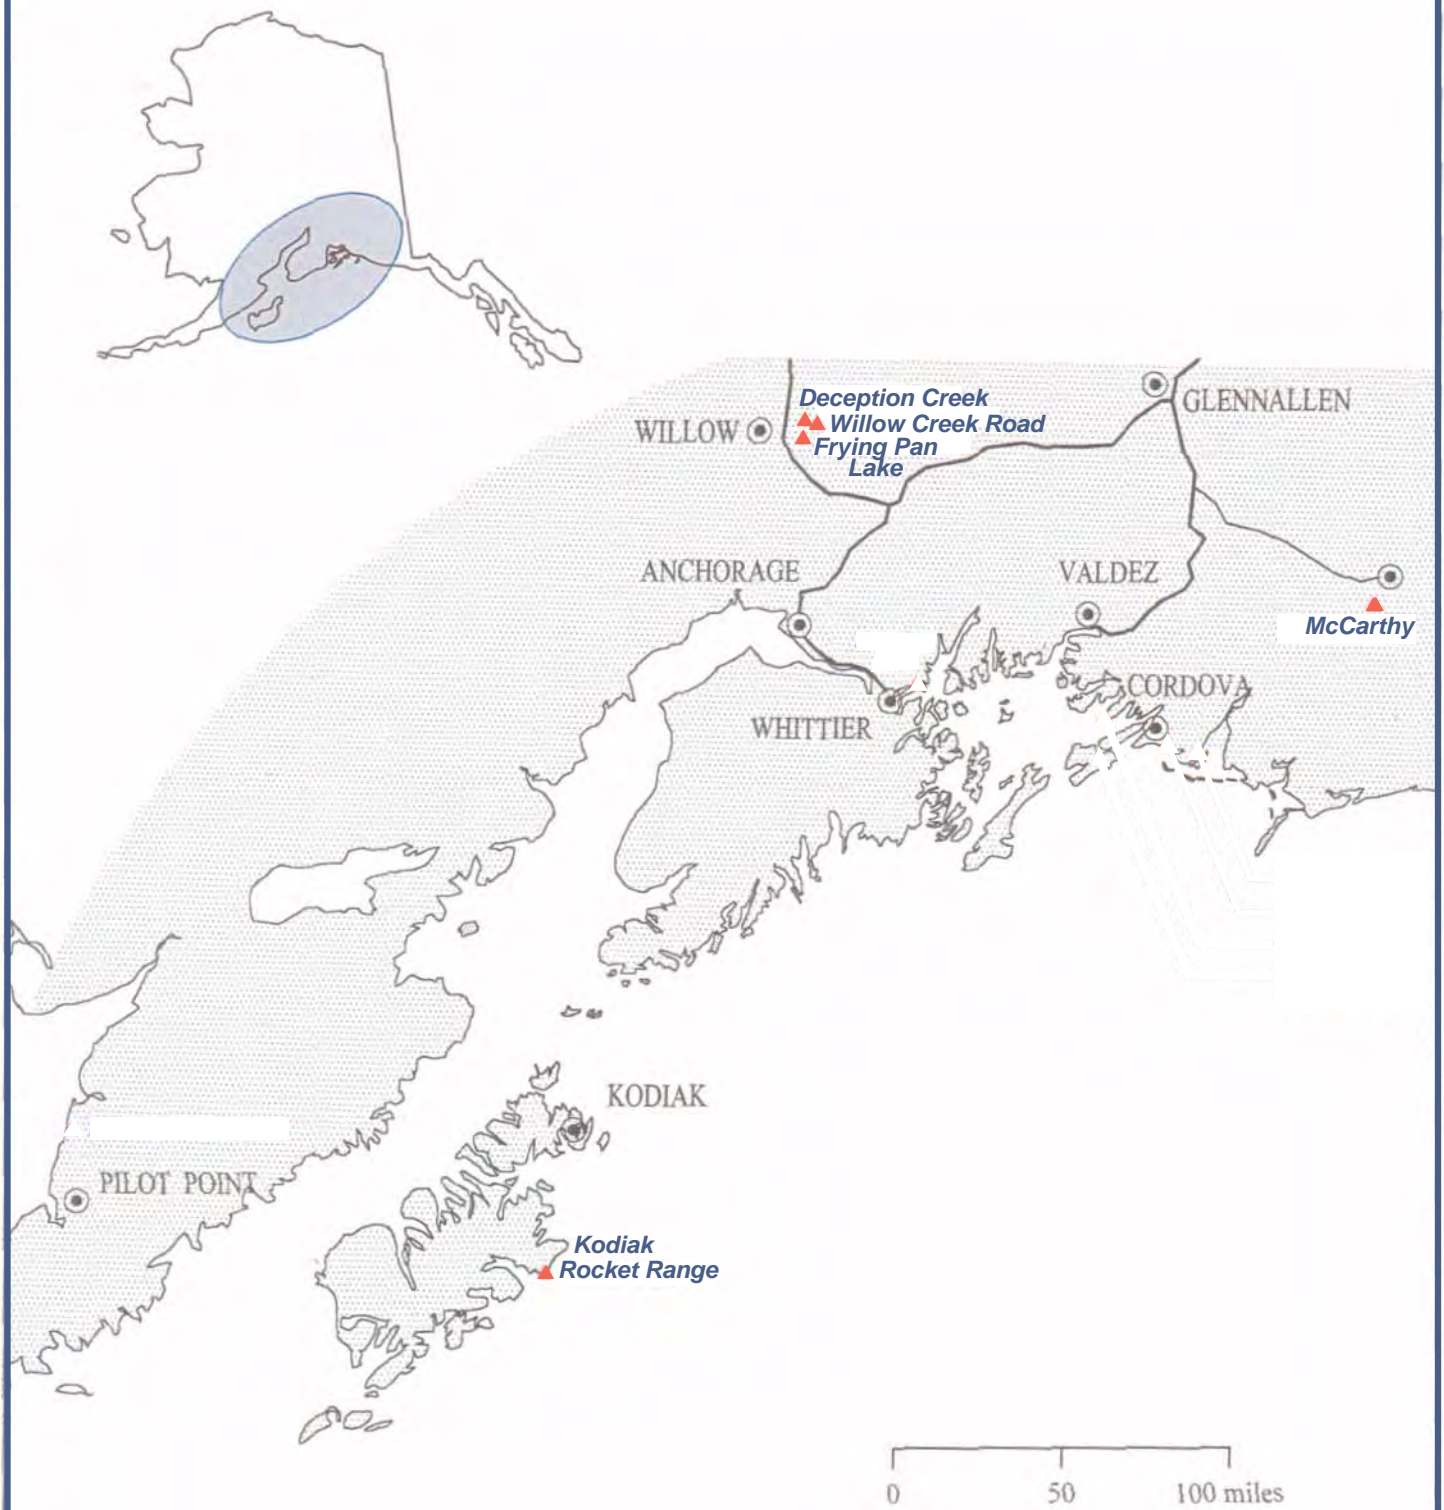 Deception Creek
WILLOW
Willow Creek Road
Frying Pan
Lake
GLENNALLEN
ANCHORAGE
VALDEZ
McCarthy
CORDOVA
WHITTIER
KODIAK
PILOT POINT
Kodiak
Rocket Range
0 50 100 miles